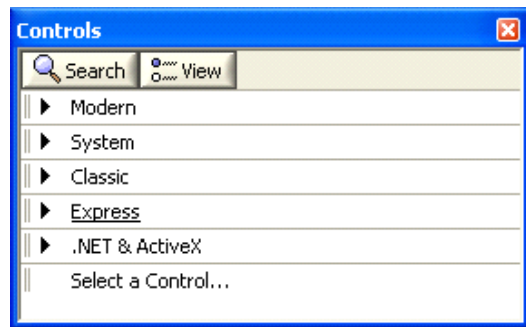 Controls
Search View
Modern
System
Classic
Express
.NET & ActiveX
Select a Control...